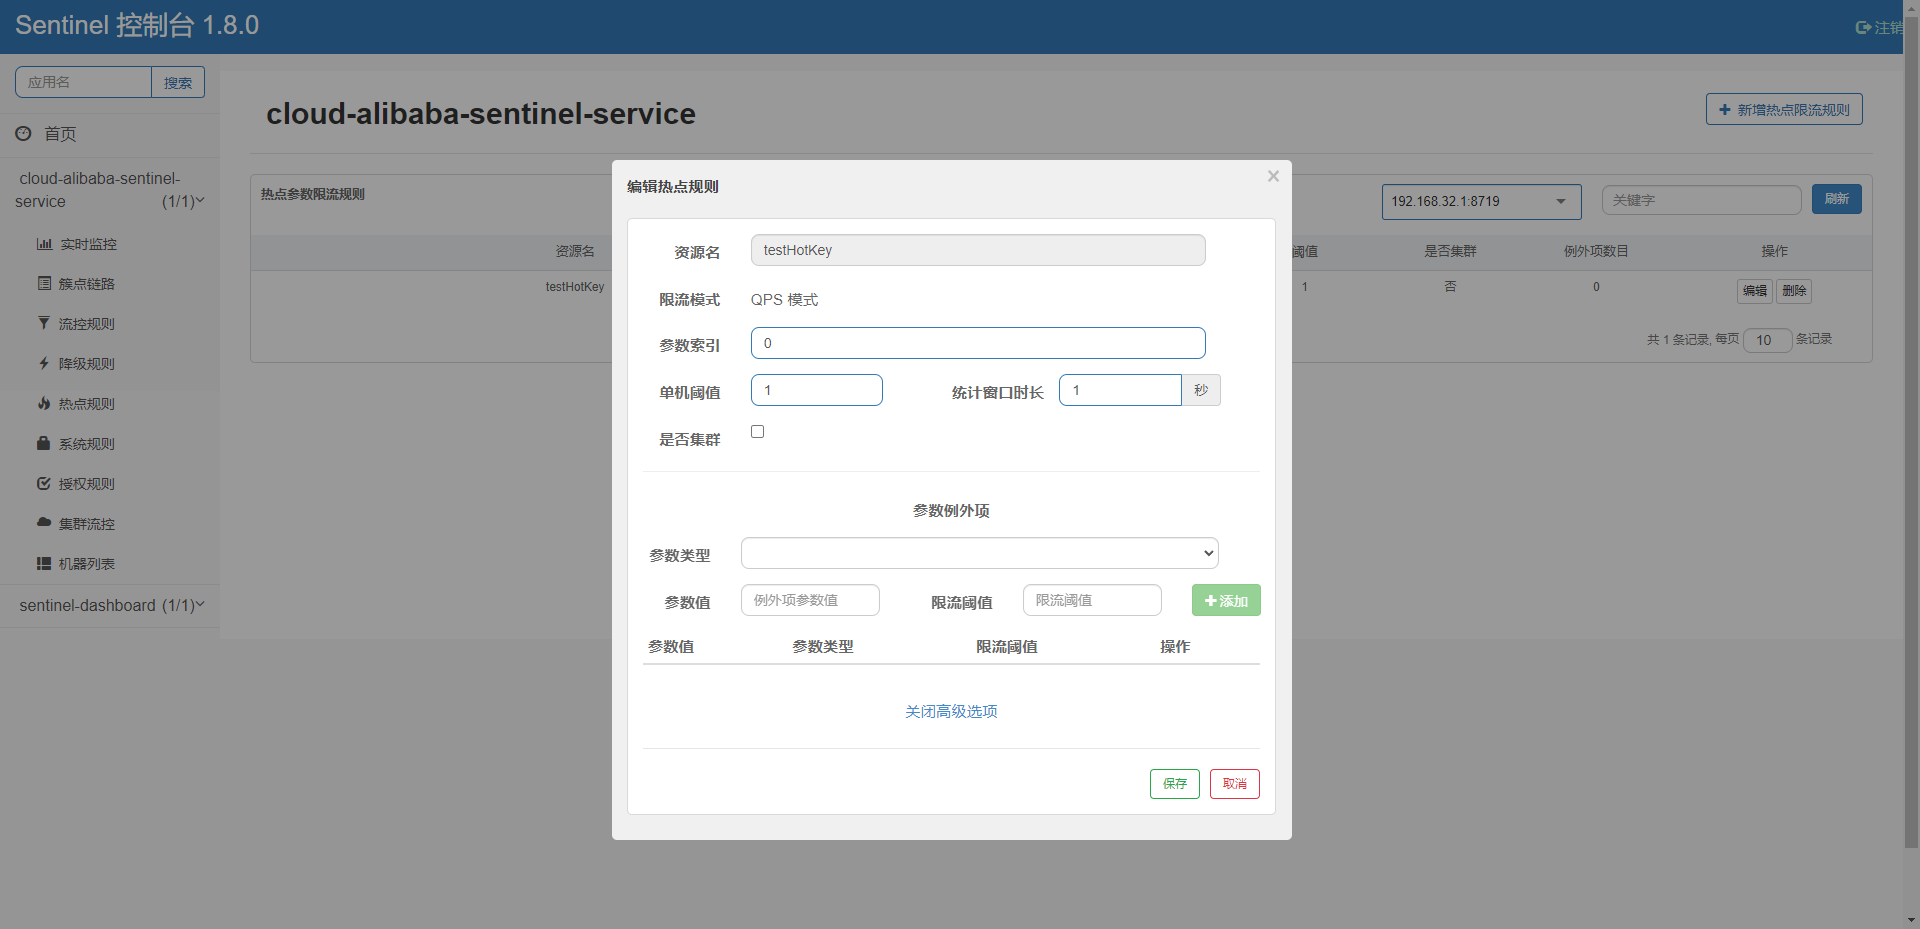 Sentinel 控制台 1.8.0
注销
应用名
搜索
首页
cloud-alibaba-sentinel-
service (1/1)
实时监控
簇点链路
流控规则
降级规则
热点规则
系统规则
授权规则
集群流控
机器列表
sentinel-dashboard (1/1)
cloud-alibaba-sentinel-service
新增热点限流规则
热点参数限流规则
192.168.32.1:8719
关键字
刷新
资源名
阈值 是否集群 例外项数目 操作
testHotKey
1 否 0 编辑 删除
共 1 条记录, 每页 10 条记录
编辑热点规则
×
资源名 testHotKey
限流模式 QPS 模式
参数索引 0
单机阈值 1 统计窗口时长 1 秒
是否集群
参数例外项
参数类型
参数值 例外项参数值 限流阈值 限流阈值 添加
参数值 参数类型 限流阈值 操作
关闭高级选项
保存 取消